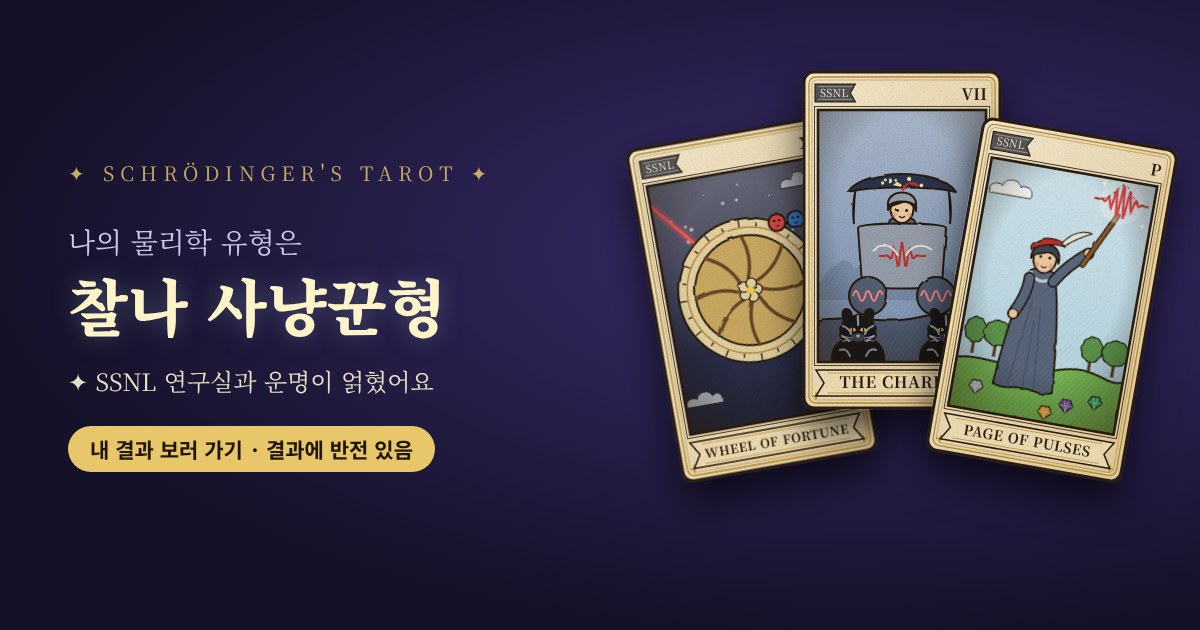 ✦ SCHRÖDINGER'S TAROT ✦
나의 물리학 유형은
찰나 사냥꾼형
✦ SSNL 연구실과 운명이 얽혔어요
내 결과 보러 가기 · 결과에 반전 있음
SSNL
WHEEL OF FORTUNE
SSNL
VII
THE CHAR
SSNL
P
PAGE OF PULSES